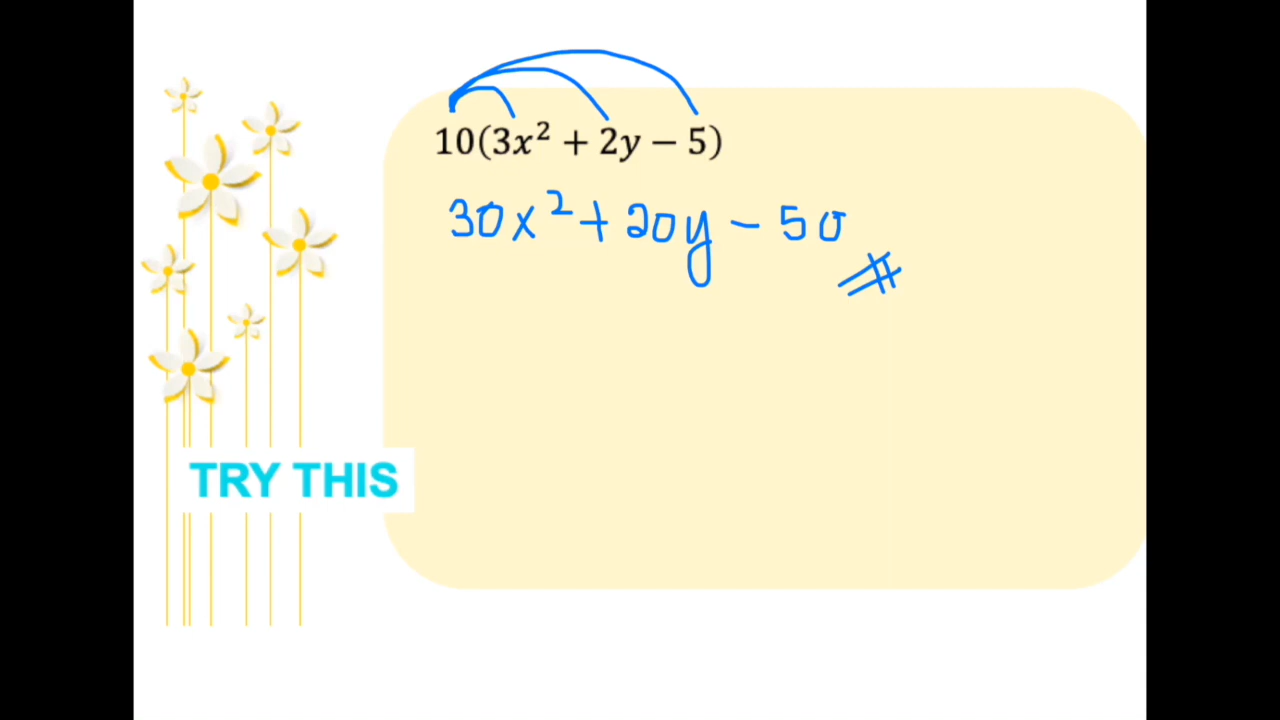 10(3x² + 2y − 5)
30x² + 20y − 50
TRY THIS